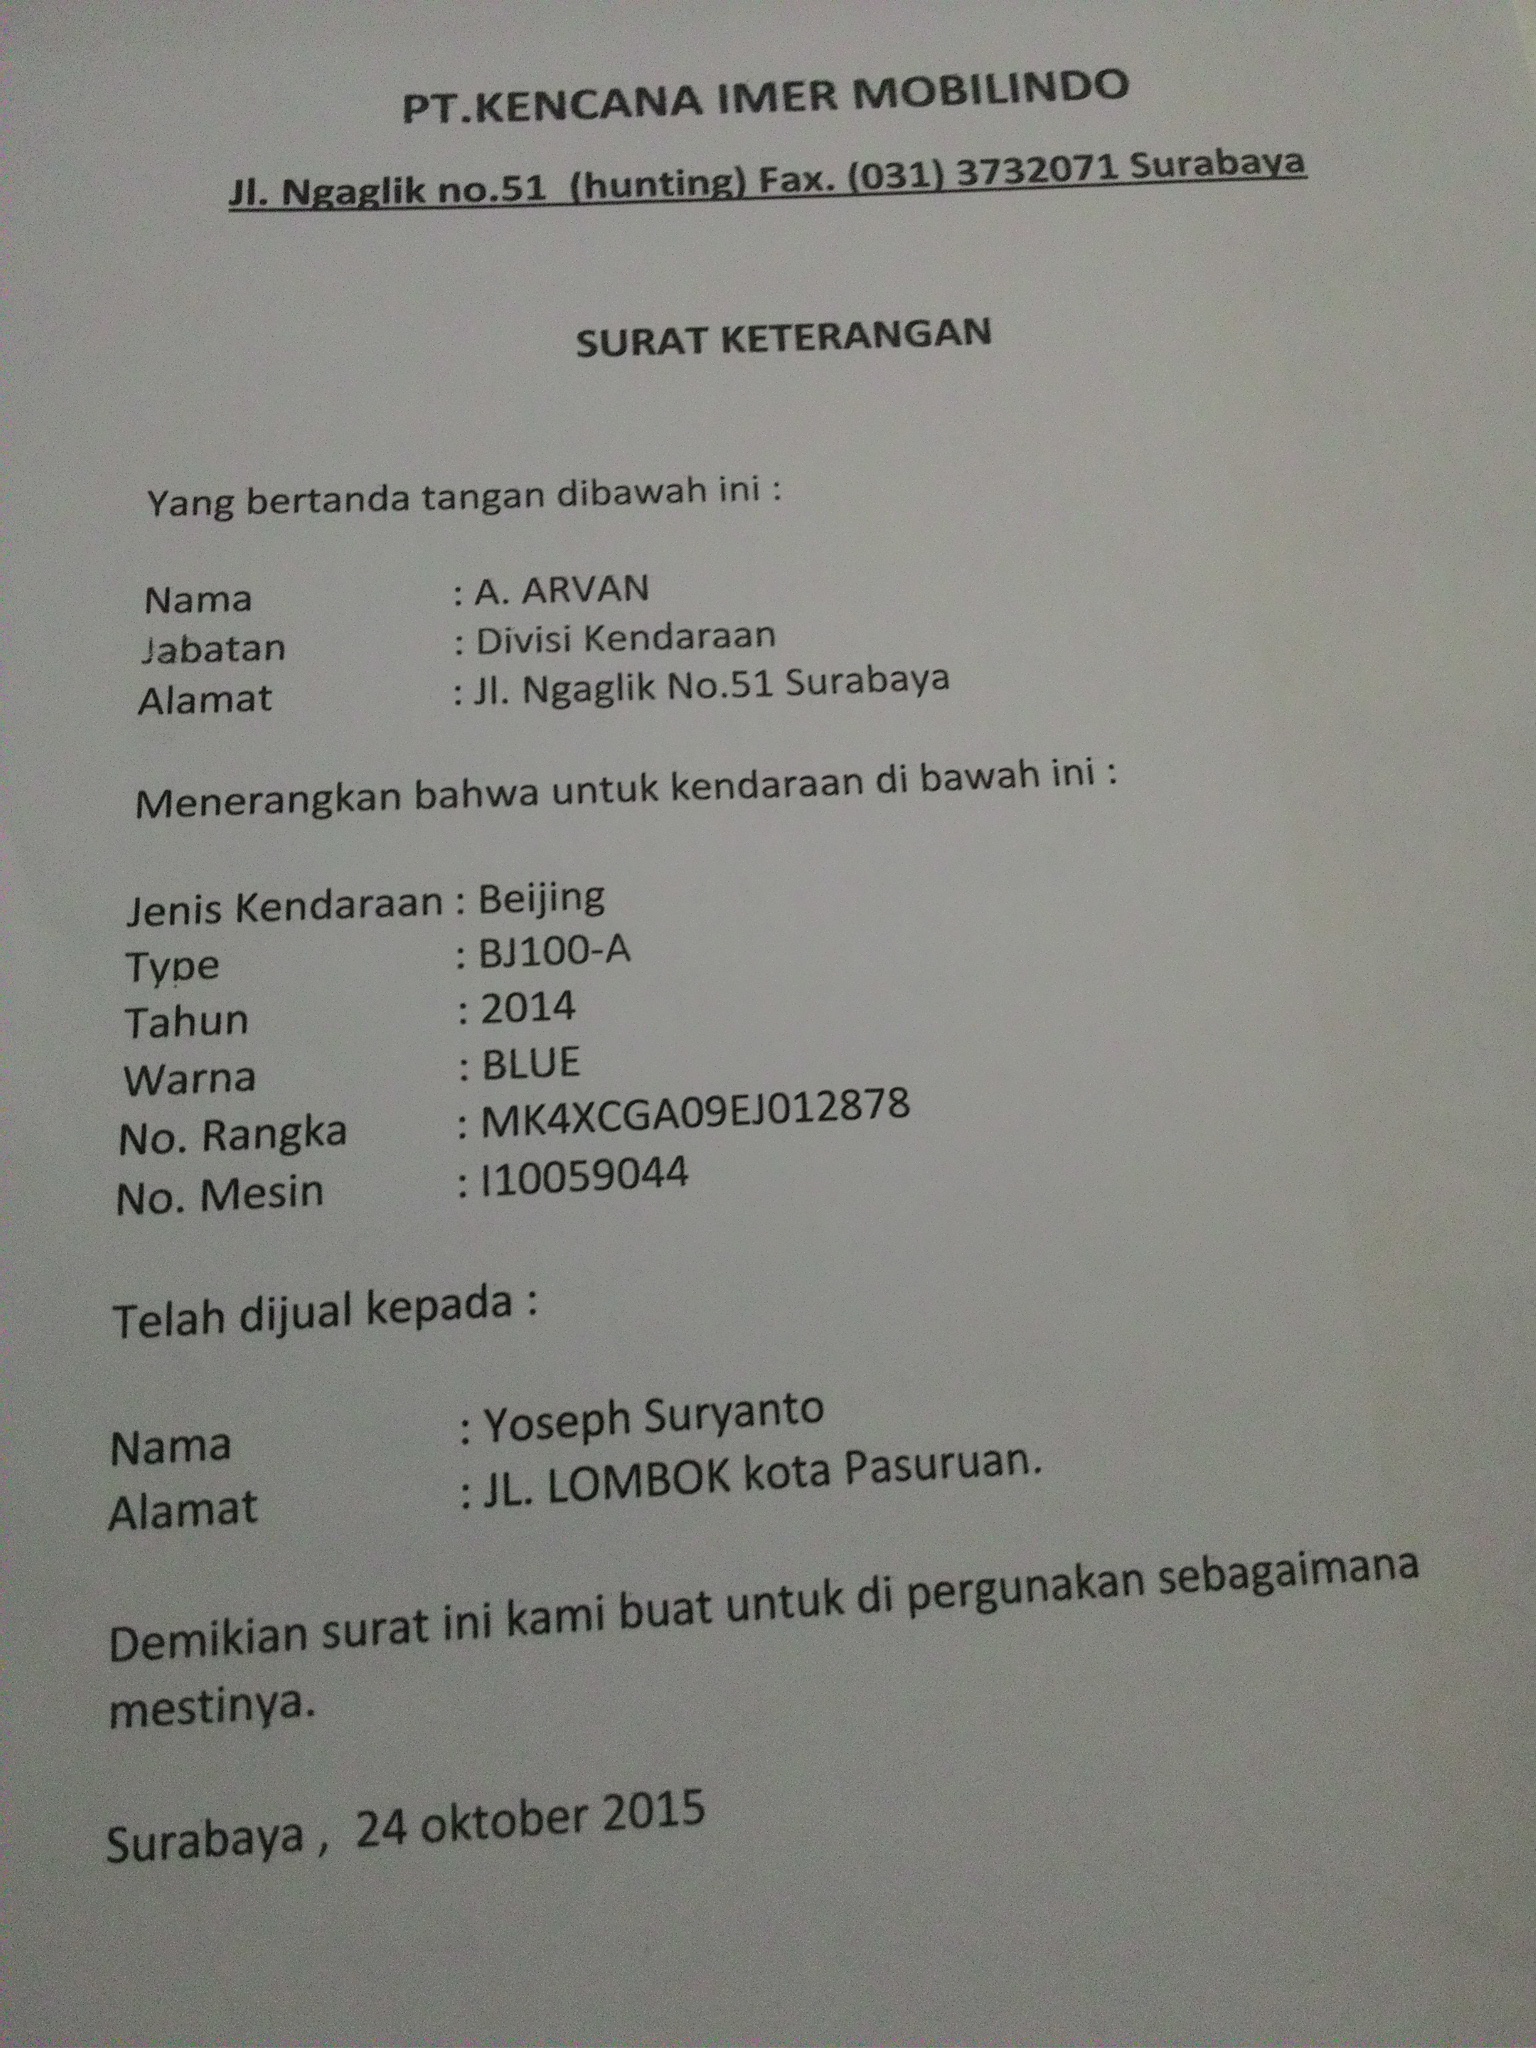 PT.KENCANA IMER MOBILINDO
Jl. Ngaglik no.51 (hunting) Fax. (031) 3732071 Surabaya
SURAT KETERANGAN
Yang bertanda tangan dibawah ini :
Nama : A. ARVAN
Jabatan : Divisi Kendaraan
Alamat : Jl. Ngaglik No.51 Surabaya
Menerangkan bahwa untuk kendaraan di bawah ini :
Jenis Kendaraan : Beijing
Type : BJ100-A
Tahun : 2014
Warna : BLUE
No. Rangka : MK4XCGA09EJ012878
No. Mesin : I10059044
Telah dijual kepada :
Nama : Yoseph Suryanto
Alamat : JL. LOMBOK kota Pasuruan.
Demikian surat ini kami buat untuk di pergunakan sebagaimana
mestinya.
Surabaya , 24 oktober 2015